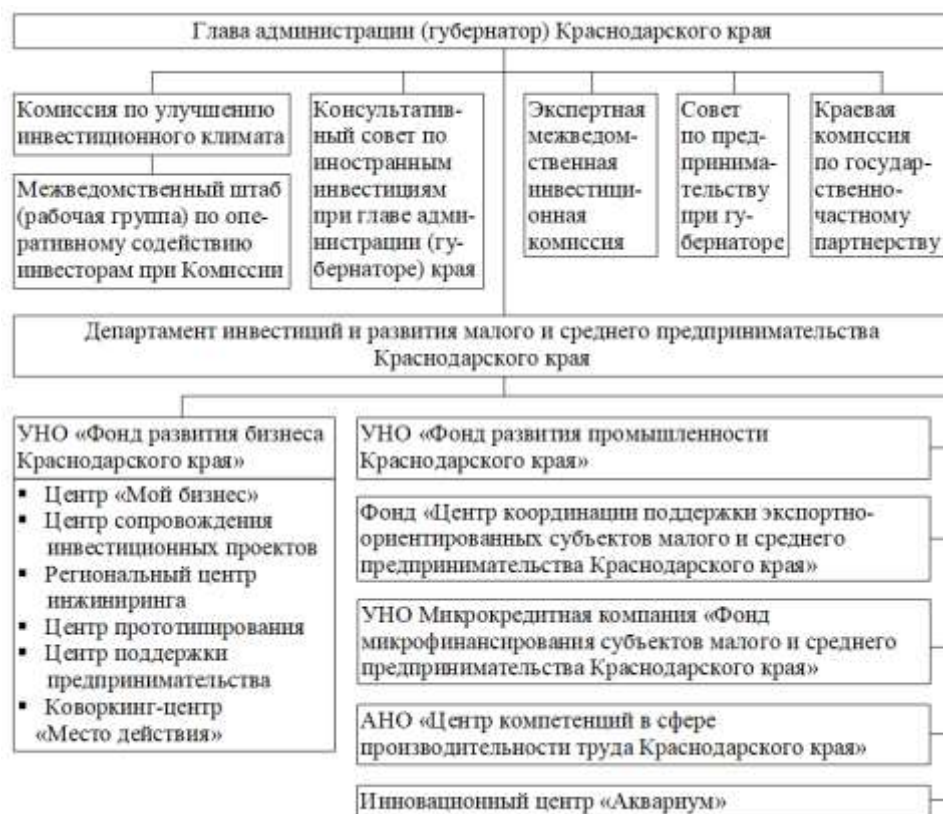 Глава администрации (губернатор) Краснодарского края
Комиссия по улучшению
инвестиционного климата
Межведомственный штаб
(рабочая группа) по опе-
ративному содействию
инвесторам при Комиссии
Консультатив-
ный совет по
иностранным
инвестициям
при главе адми-
нистрации (гу-
бернаторе) края
Экспертная
межведом-
ственная
инвестици-
онная
комиссия
Совет
по пред-
принима-
тельству
при гу-
бернаторе
Краевая
комиссия
по государ-
ственно-
частному
партнерству
Департамент инвестиций и развития малого и среднего предпринимательства
Краснодарского края
УНО «Фонд развития бизнеса
Краснодарского края»
▪ Центр «Мой бизнес»
▪ Центр сопровождения
инвестиционных проектов
▪ Региональный центр
инжиниринга
▪ Центр прототипирования
▪ Центр поддержки
предпринимательства
▪ Коворкинг-центр
«Место действия»
УНО «Фонд развития промышленности
Краснодарского края»
Фонд «Центр координации поддержки экспортно-
ориентированных субъектов малого и среднего
предпринимательства Краснодарского края»
УНО Микрокредитная компания «Фонд
микрофинансирования субъектов малого и среднего
предпринимательства Краснодарского края»
АНО «Центр компетенций в сфере
производительности труда Краснодарского края»
Инновационный центр «Аквариум»